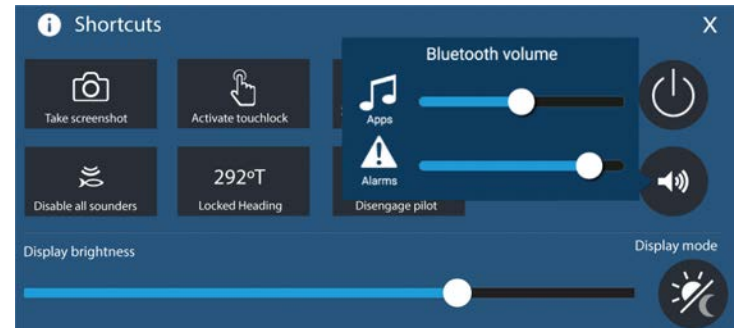 Shortcuts
X
Bluetooth volume
Apps
Alarms
Take screenshot
Activate touchlock
292ºT
Disable all sounders
Locked Heading
Disengage pilot
Display brightness
Display mode